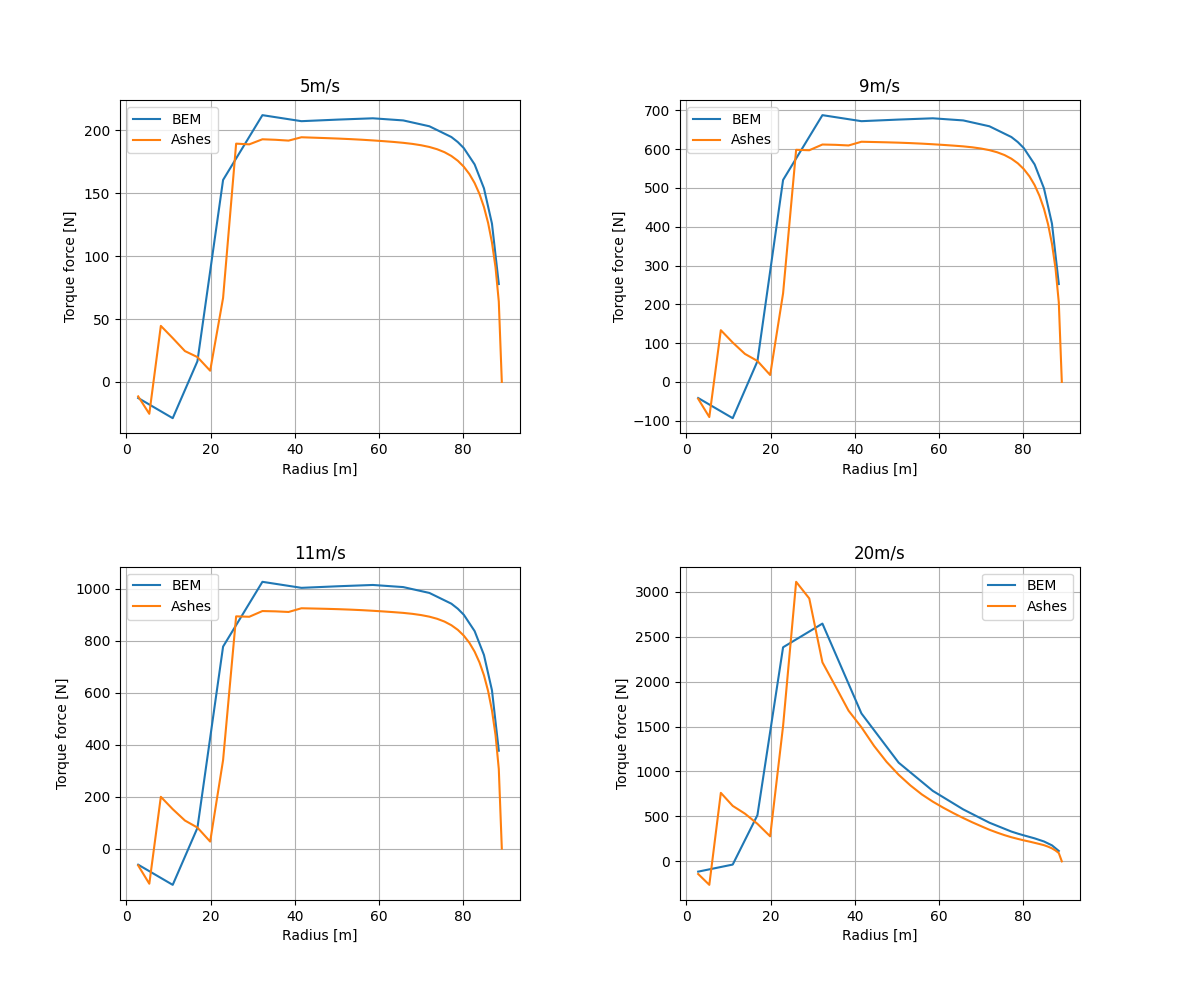 5m/s
BEM
Ashes
200
150
100
50
0
0 20 40 60 80
Torque force [N]
Radius [m]
9m/s
BEM
Ashes
700
600
500
400
300
200
100
0
−100
0 20 40 60 80
Torque force [N]
Radius [m]
11m/s
BEM
Ashes
1000
800
600
400
200
0
0 20 40 60 80
Torque force [N]
Radius [m]
20m/s
BEM
Ashes
3000
2500
2000
1500
1000
500
0
0 20 40 60 80
Torque force [N]
Radius [m]